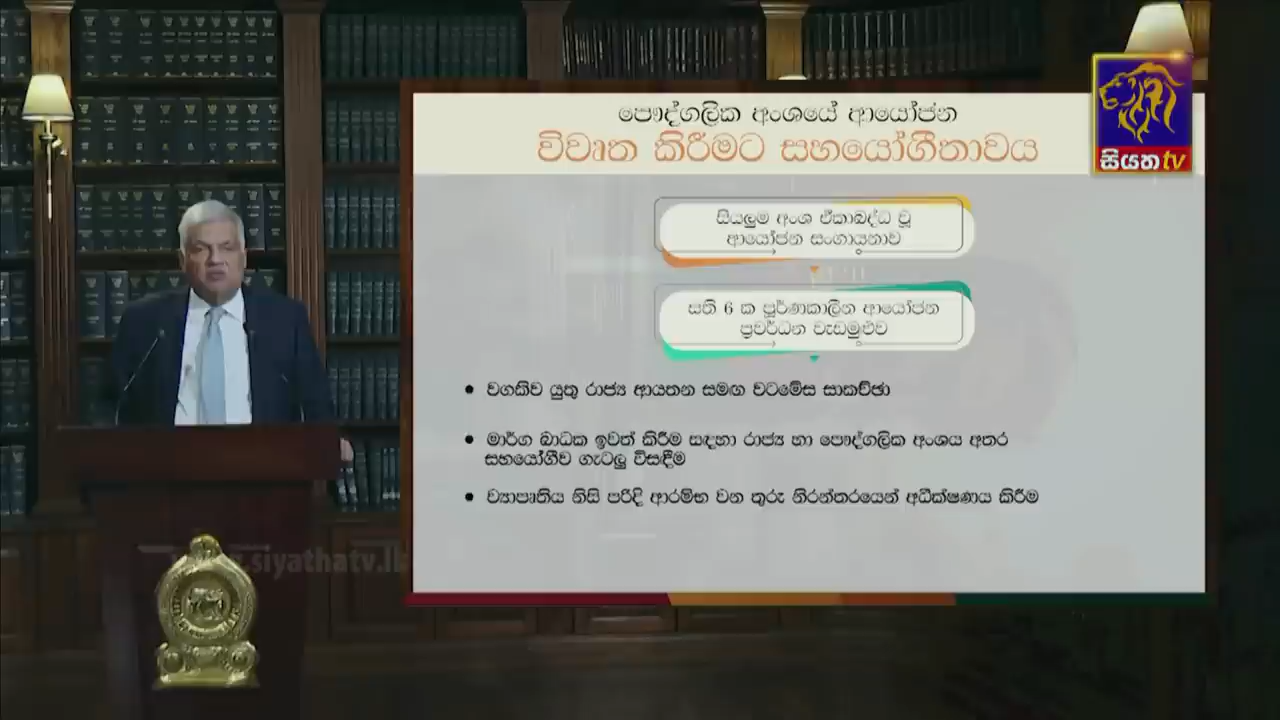 පෞද්ගලික අංශයේ ආයෝජන
විවෘත කිරීමට සහයෝගීතාවය
සියත tv
සියලුම අංශ ඒකාබද්ධ වූ
ආයෝජන සංගායනාව
සති 6 ක පූර්ණකාලීන ආයෝජන
ප්‍රවර්ධන වැඩමුළුව
• වගකිව යුතු රාජ්‍ය ආයතන සමඟ වටමේස සාකච්ඡා
• මාර්ග බාධක ඉවත් කිරීම සඳහා රාජ්‍ය හා පෞද්ගලික අංශය අතර
සහයෝගීව ගැටලු විසඳීම
• ව්‍යාපෘතිය නිසි පරිදි ආරම්භ වන තුරු නිරන්තරයෙන් අධීක්ෂණය කිරීම
siyathatv.l